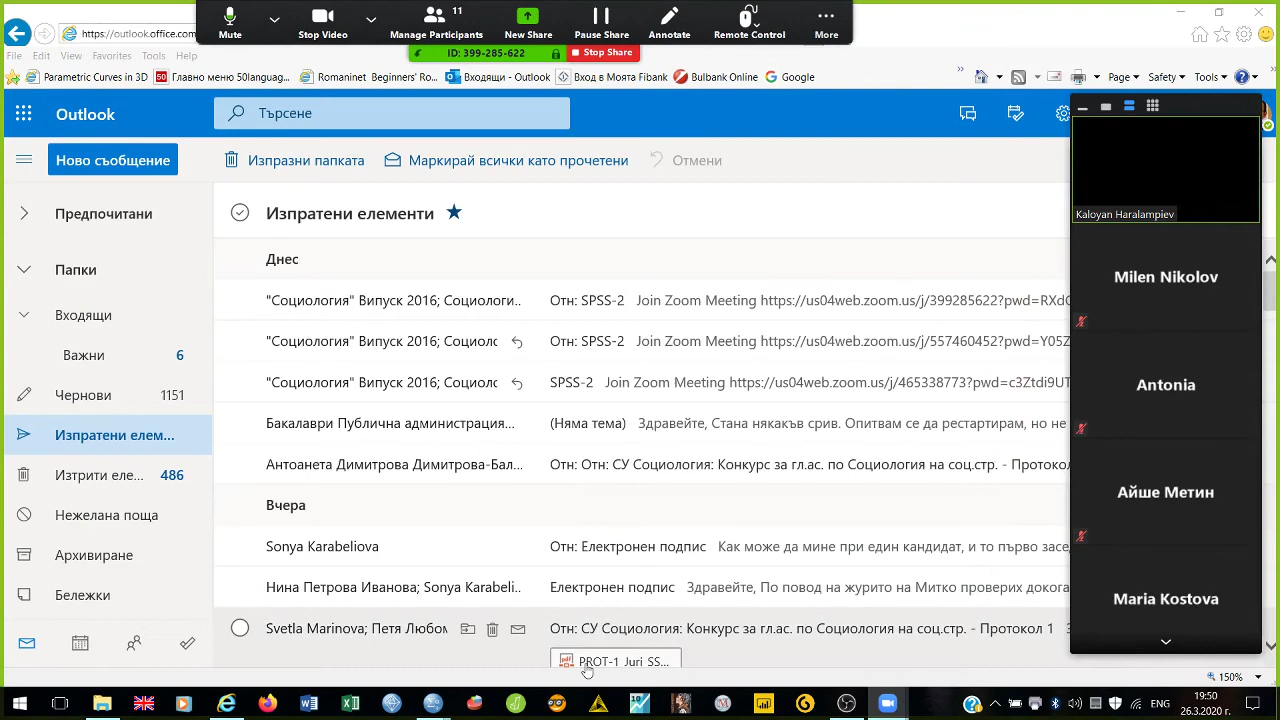 Mute
Stop Video
11
Manage Participants
New Share
Pause Share
Annotate
Remote Control
More
https://outlook.office.com
ID: 399-285-622
Stop Share
File Edit View Favorites Tools Help
Parametric Curves in 3D
50 Главно меню 50languag...
Romaninet Beginners' Ro...
Входящи - Outlook
Вход в Моята Fibank
Bulbank Online
Google
Page
Safety
Tools
Outlook
Търсене
Ново съобщение
Изпразни папката
Маркирай всички като прочетени
Отмени
Предпочитани
Папки
Входящи
Важни 6
Чернови 1151
Изпратени елем...
Изтрити еле... 486
Нежелана поща
Архивиране
Бележки
Изпратени елементи
Днес
"Социология" Випуск 2016; Социологи.. Отн: SPSS-2 Join Zoom Meeting https://us04web.zoom.us/j/399285622?pwd=RXd
"Социология" Випуск 2016; Социолс Отн: SPSS-2 Join Zoom Meeting https://us04web.zoom.us/j/557460452?pwd=Y05Z
"Социология" Випуск 2016; Социолс SPSS-2 Join Zoom Meeting https://us04web.zoom.us/j/465338773?pwd=c3Ztdi9UT
Бакалаври Публична администрация... (Няма тема) Здравейте, Стана някакъв срив. Опитвам се да рестартирам, но не
Антоанета Димитрова Димитрова-Бал... Отн: Отн: СУ Социология: Конкурс за гл.ас. по Социология на соц.стр. - Протокол
Вчера
Sonya Karabeliova Отн: Електронен подпис Как може да мине при един кандидат, и то първо засе
Нина Петрова Иванова; Sonya Karabeli.. Електронен подпис Здравейте, По повод на журито на Митко проверих докога
Svetla Marinova; Петя Любом Отн: СУ Социология: Конкурс за гл.ас. по Социология на соц.стр. - Протокол 1
PROT-1_Juri_SS...
Kaloyan Haralampiev
Milen Nikolov
Antonia
Айше Метин
Maria Kostova
150%
ENG
19:50
26.3.2020 г.